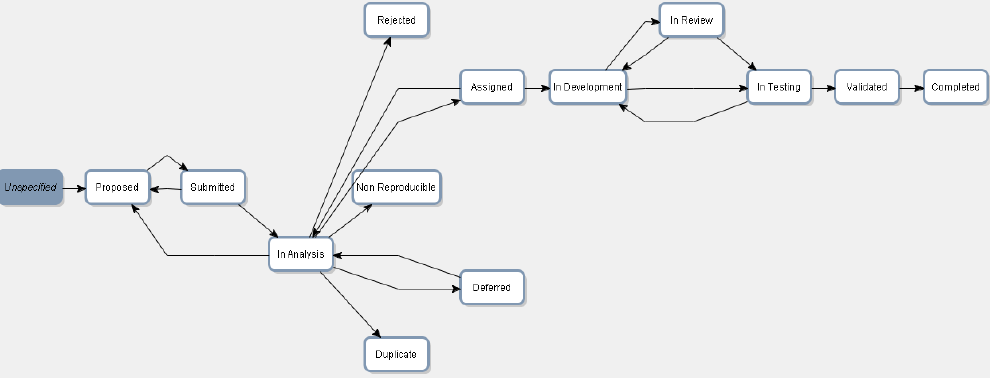 Rejected
In Review
Assigned
In Development
In Testing
Validated
Completed
Unspecified
Proposed
Submitted
Non Reproducible
In Analysis
Deferred
Duplicate